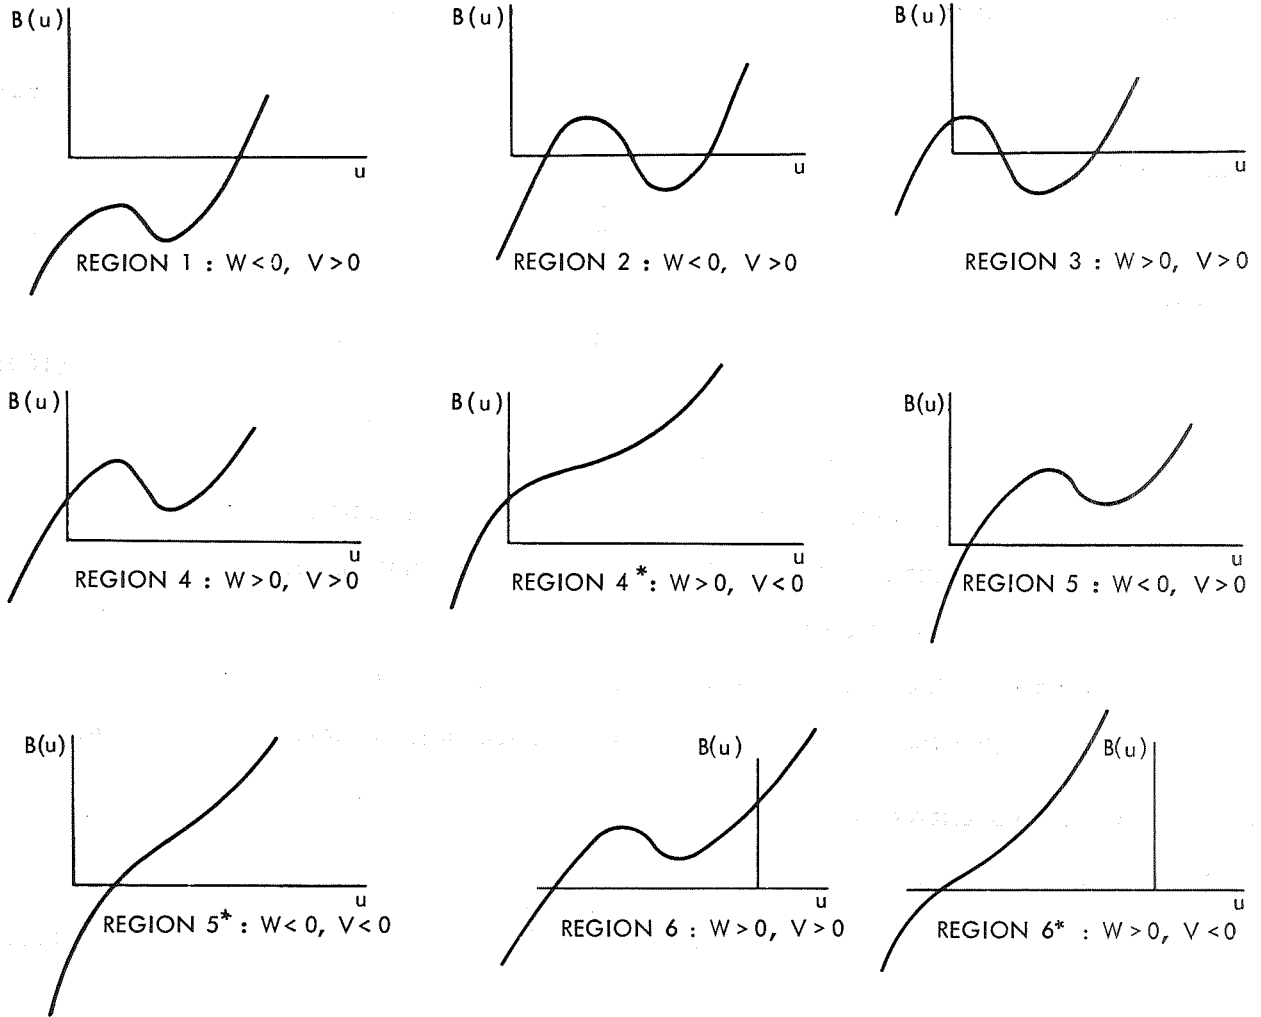 B(u)
u
REGION 1 : W<0, V>0
B(u)
u
REGION 2 : W<0, V>0
B(u)
u
REGION 3 : W>0, V>0
B(u)
u
REGION 4 : W>0, V>0
B(u)
u
REGION 4*: W>0, V<0
B(u)
u
REGION 5 : W<0, V>0
B(u)
u
REGION 5* : W<0, V<0
B(u)
u
REGION 6 : W>0, V>0
B(u)
u
REGION 6* : W>0, V<0